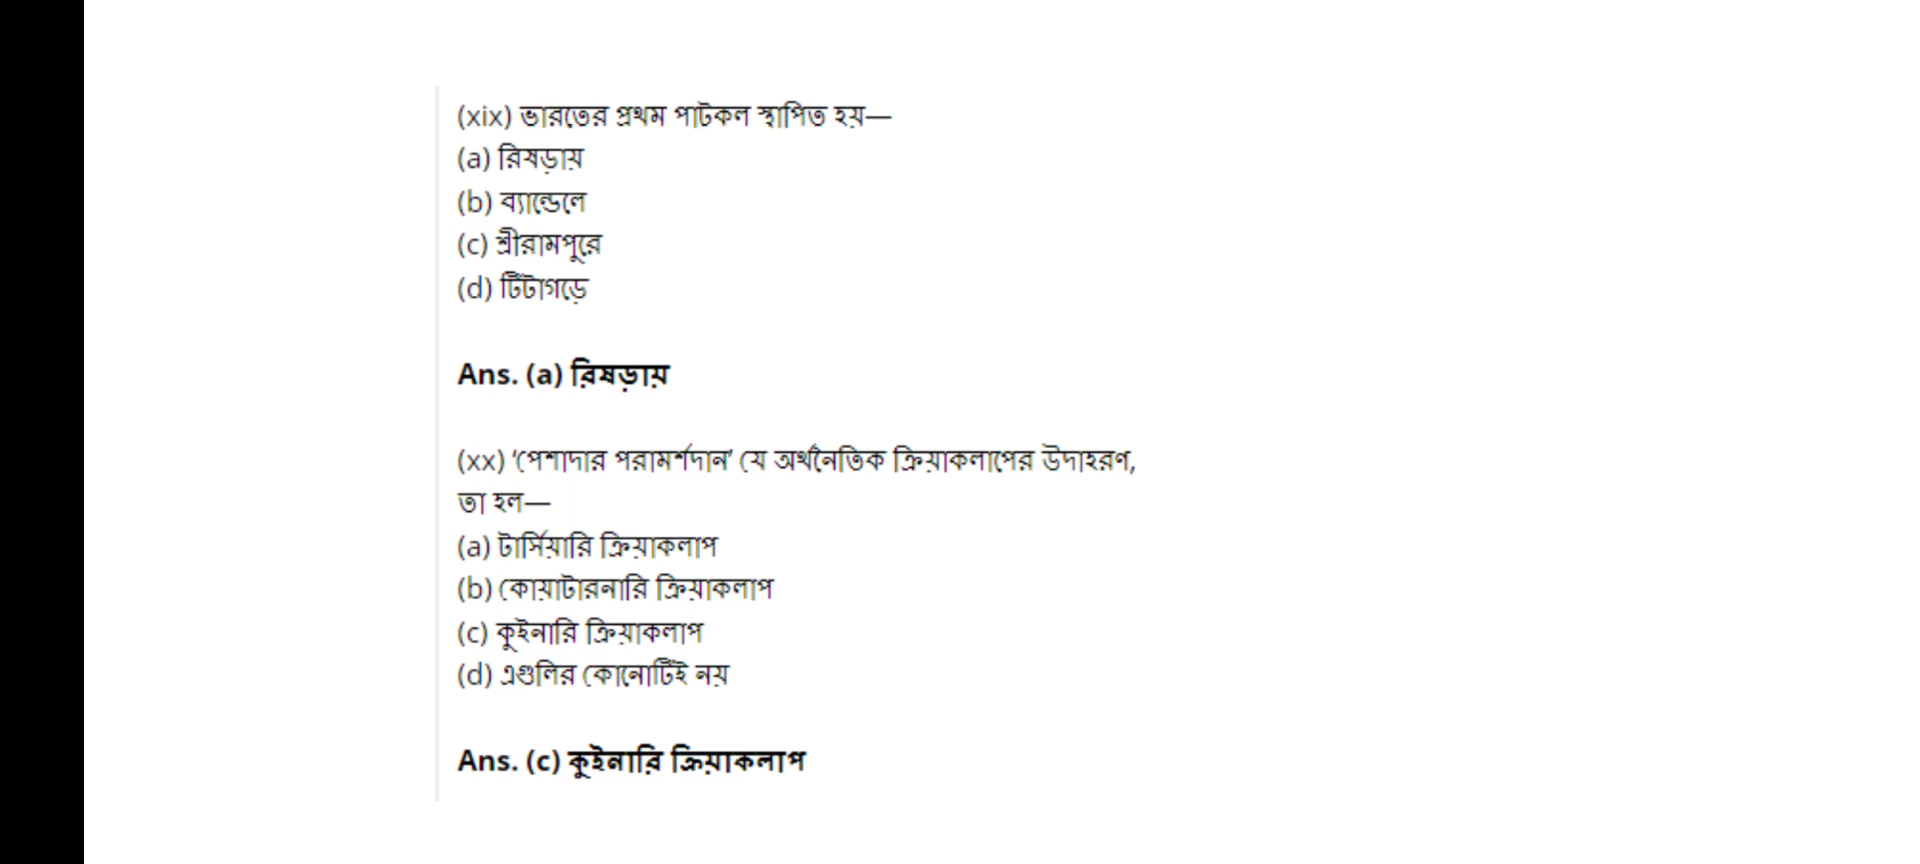 (xix) ভারতের প্রথম পাটকল স্থাপিত হয়—
(a) রিষড়ায়
(b) ব্যান্ডেলে
(c) শ্রীরামপুরে
(d) টিটাগড়ে
Ans. (a) রিষড়ায়
(xx) ‘পেশাদার পরামর্শদান’ যে অর্থনৈতিক ক্রিয়াকলাপের উদাহরণ,
তা হল—
(a) টার্সিয়ারি ক্রিয়াকলাপ
(b) কোয়াটারনারি ক্রিয়াকলাপ
(c) কুইনারি ক্রিয়াকলাপ
(d) এগুলির কোনোটিই নয়
Ans. (c) কুইনারি ক্রিয়াকলাপ